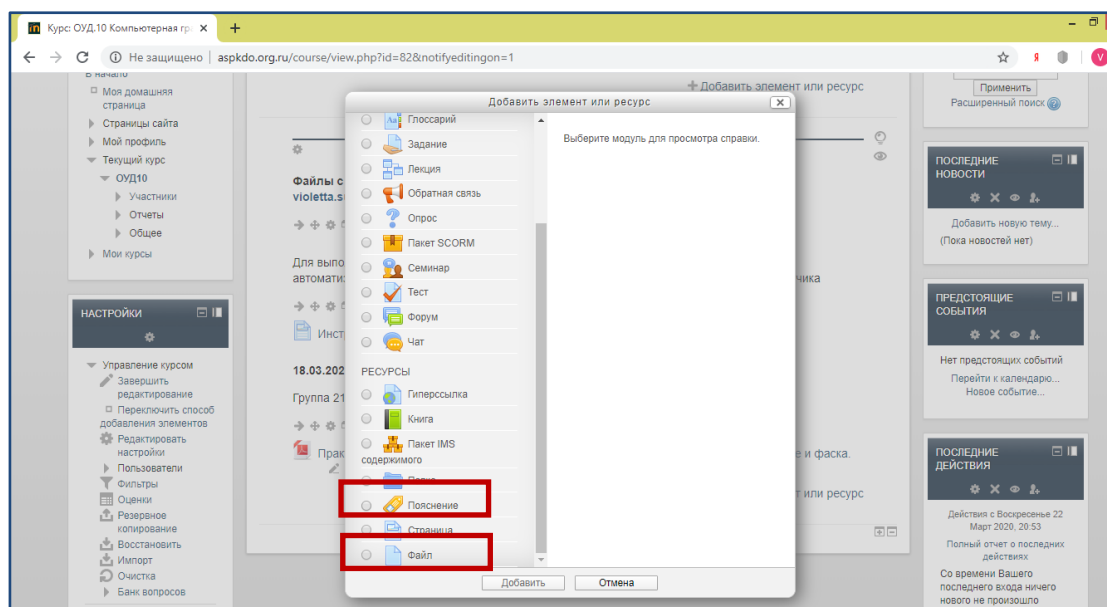 Курс: ОУД.10 Компьютерная гр
Не защищено | aspkdo.org.ru/course/view.php?id=82&notifyeditingon=1
В начало
Моя домашняя
страница
Страницы сайта
Мой профиль
Текущий курс
ОУД10
Участники
Отчеты
Общее
Мои курсы
НАСТРОЙКИ
Управление курсом
Завершить
редактирование
Переключить способ
добавления элементов
Редактировать
настройки
Пользователи
Фильтры
Оценки
Резервное
копирование
Восстановить
Импорт
Очистка
Банк вопросов
Добавить элемент или ресурс
Файлы с
violetta.s
Для выпо
автомати
чика
Инст
18.03.202
Группа 21
Прак
е и фаска.
т или ресурс
Добавить элемент или ресурс
Глоссарий
Задание
Лекция
Обратная связь
Опрос
Пакет SCORM
Семинар
Тест
Форум
Чат
РЕСУРСЫ
Гиперссылка
Книга
Пакет IMS
содержимого
Папка
Пояснение
Страница
Файл
Выберите модуль для просмотра справки.
Добавить
Отмена
Применить
Расширенный поиск
ПОСЛЕДНИЕ
НОВОСТИ
Добавить новую тему...
(Пока новостей нет)
ПРЕДСТОЯЩИЕ
СОБЫТИЯ
Нет предстоящих событий
Перейти к календарю...
Новое событие...
ПОСЛЕДНИЕ
ДЕЙСТВИЯ
Действия с Воскресенье 22
Март 2020, 20:53
Полный отчет о последних
действиях
Со времени Вашего
последнего входа ничего
нового не произошло